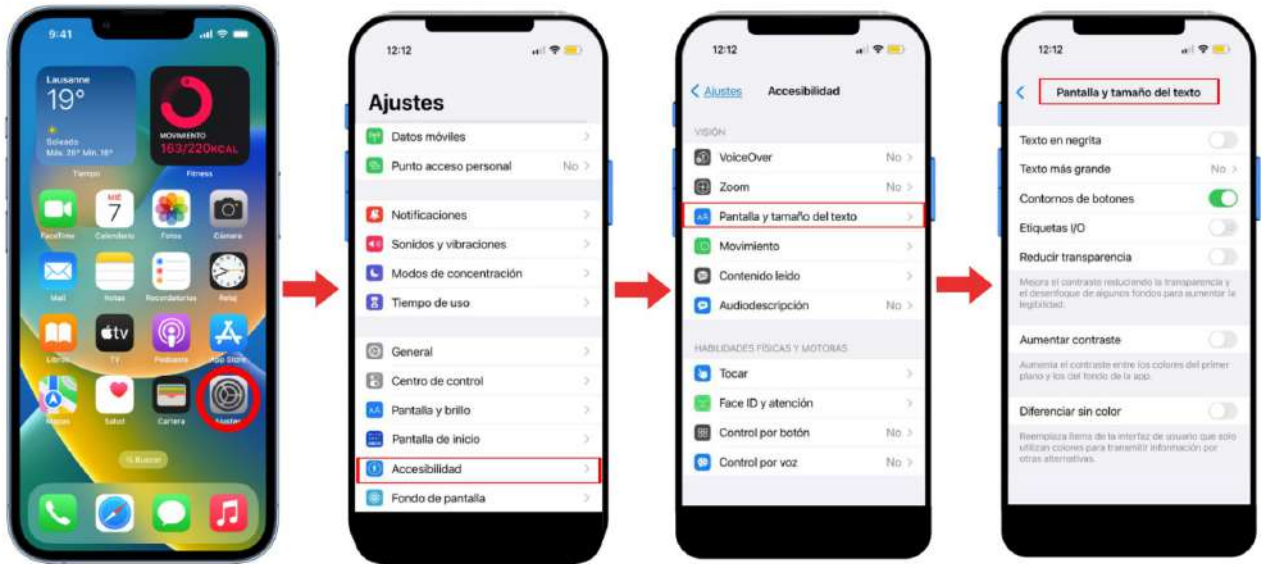 9:41
Lausanne
19°
Soleado
Máx. 26° Mín. 16°
Tiempo
MOVIMIENTO
163/220KCAL
Fitness
FaceTime
MIÉ
7
Calendario
Fotos
Cámara
Mail
Notas
Recordatorios
Reloj
Libros
tv
TV
Podcasts
App Store
Mapas
Salud
Cartera
Ajustes
Buscar
12:12
Ajustes
Datos móviles
Punto acceso personal No
Notificaciones
Sonidos y vibraciones
Modos de concentración
Tiempo de uso
General
Centro de control
AA Pantalla y brillo
Pantalla de inicio
Accesibilidad
Fondo de pantalla
12:12
Ajustes Accesibilidad
VISIÓN
VoiceOver No
Zoom No
AA Pantalla y tamaño del texto
Movimiento
Contenido leído
Audiodescripción No
HABILIDADES FÍSICAS Y MOTORAS
Tocar
Face ID y atención
Control por botón No
Control por voz No
12:12
Pantalla y tamaño del texto
Texto en negrita
Texto más grande No
Contornos de botones
Etiquetas I/O
Reducir transparencia
Mejora el contraste reduciendo la transparencia y
el desenfoque de algunos fondos para aumentar la
legibilidad.
Aumentar contraste
Aumenta el contraste entre los colores del primer
plano y los del fondo de la app.
Diferenciar sin color
Reemplaza ítems de la interfaz de usuario que solo
utilizan colores para transmitir información por
otras alternativas.